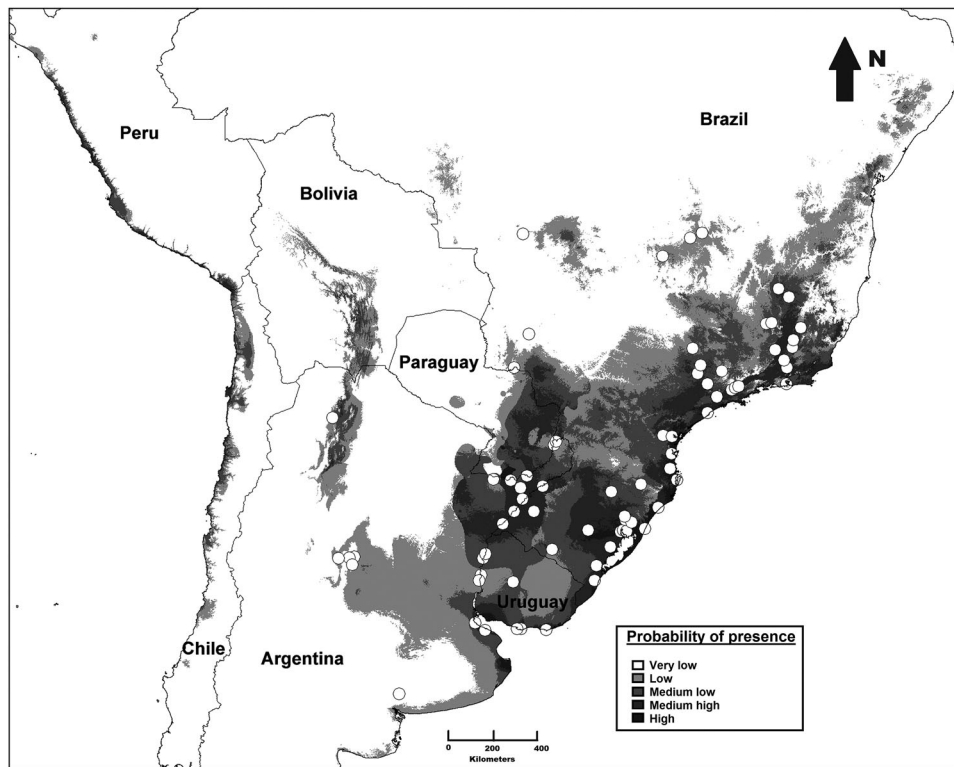 N
Brazil
Peru
Bolivia
Paraguay
Uruguay
Chile
Argentina
Probability of presence
Very low
Low
Medium low
Medium high
High
0 200 400
Kilometers